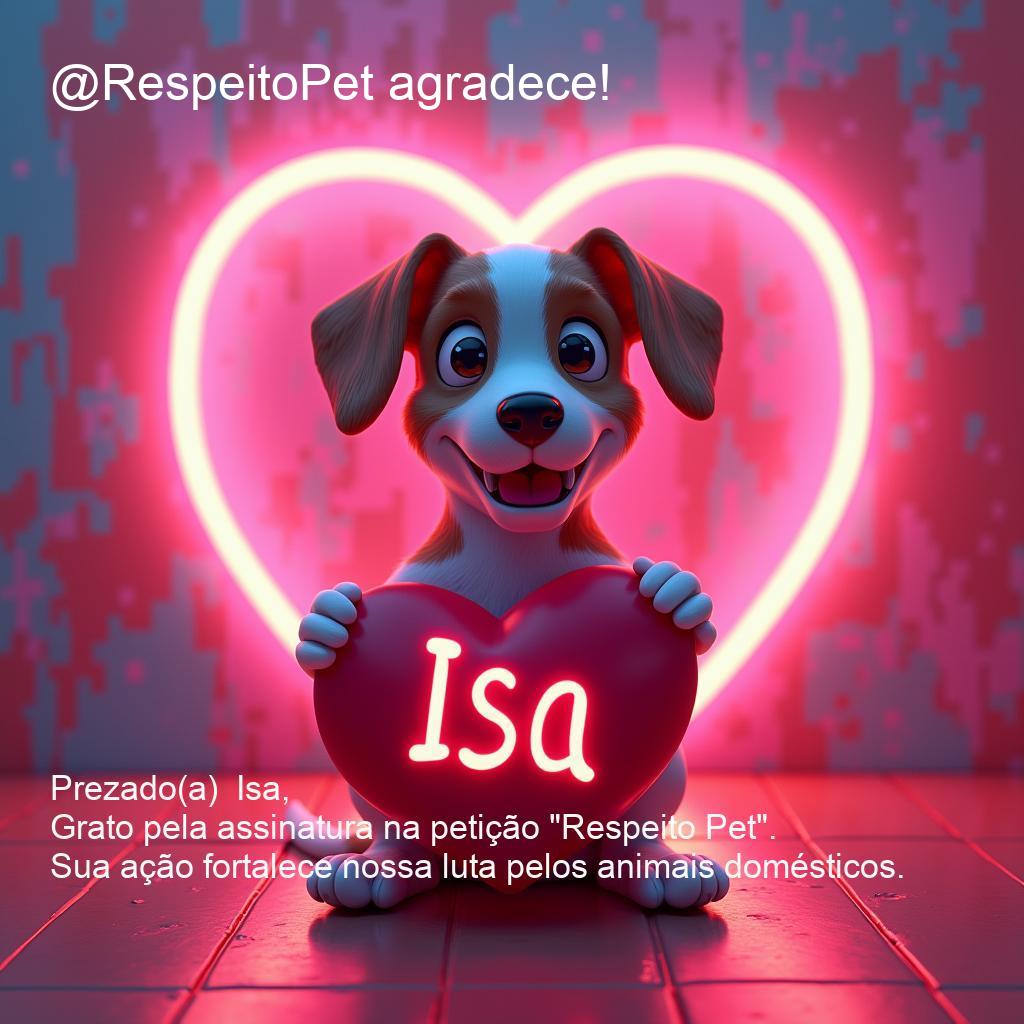 @RespeitoPet agradece!
Isa
Prezado(a)  Isa,
Grato pela assinatura na petição "Respeito Pet".
Sua ação fortalece nossa luta pelos animais domésticos.